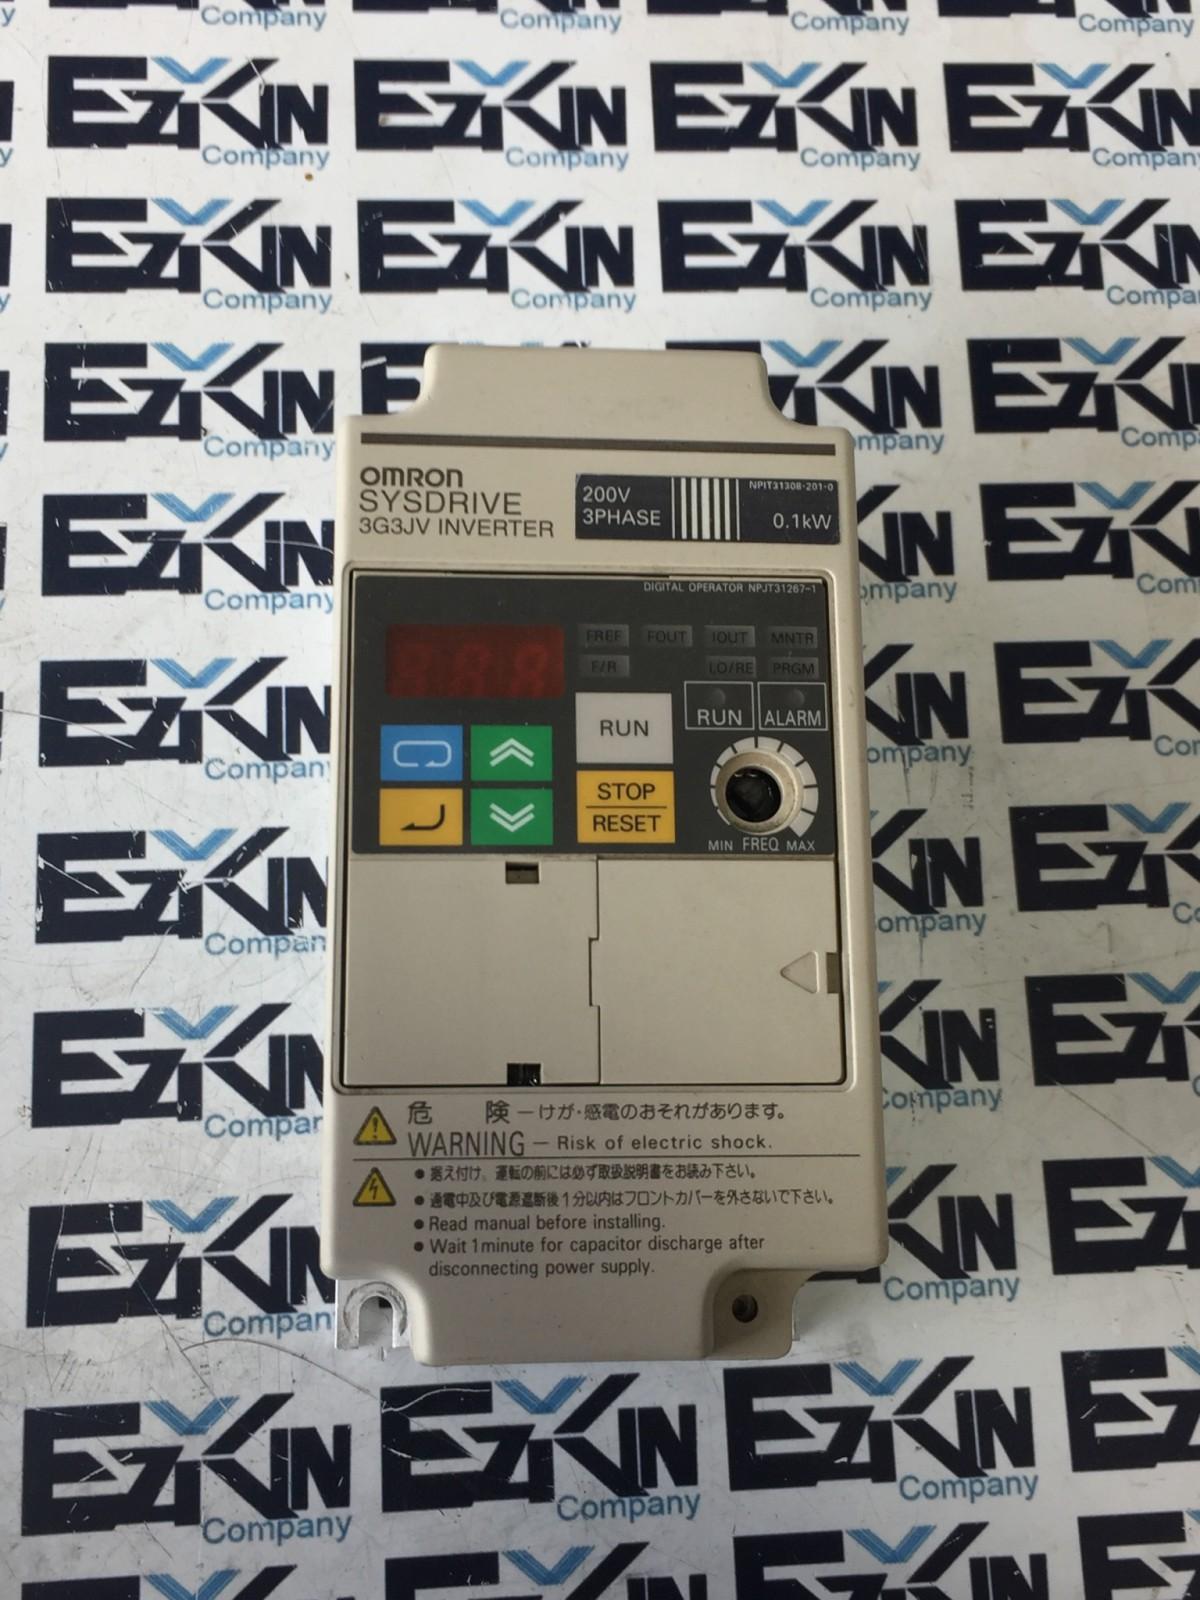 EZKIN
Company
OMRON
SYSDRIVE
3G3JV INVERTER
200V
3PHASE
NPIT31308-201-0
0.1kW
DIGITAL OPERATOR NPJT31267-1
FREF FOUT IOUT MNTR
F/R LO/RE PRGM
RUN ALARM
RUN
STOP
RESET
MIN FREQ MAX
危 険 ー けが・感電のおそれがあります。
WARNING — Risk of electric shock.
● 据え付け、運転の前には必ず取扱説明書をお読み下さい。
● 通電中及び電源遮断後1分以内はフロントカバーを外さないで下さい。
● Read manual before installing.
● Wait 1minute for capacitor discharge after
disconnecting power supply.